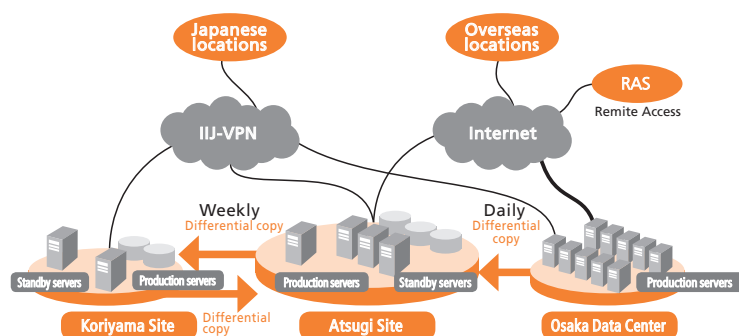 Japanese
locations
Overseas
locations
RAS
Remite Access
IIJ-VPN
Internet
Weekly
Differential copy
Daily
Differential
copy
Standby servers
Production servers
Production servers
Standby servers
Production servers
Differential
copy
Koriyama Site
Atsugi Site
Osaka Data Center